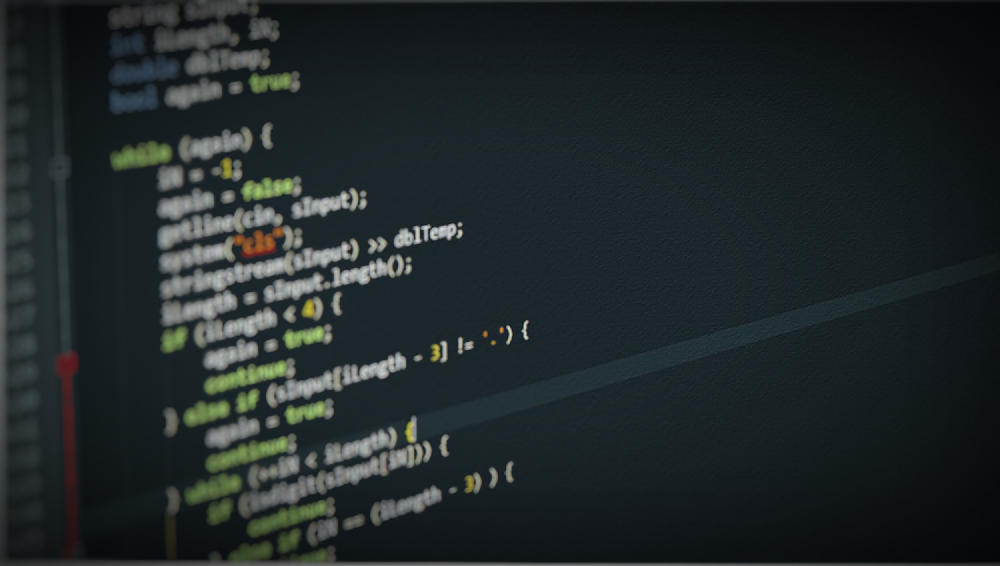 string sInput;
int iLength, iN;
double dblTemp;
bool again = true;
while (again) {
iN = -1;
again = false;
getline(cin, sInput);
system("cls");
stringstream(sInput) >> dblTemp;
iLength = sInput.length();
if (iLength < 4) {
again = true;
continue;
} else if (sInput[iLength - 3] != '.') {
again = true;
continue;
} while (++iN < iLength) {
if (isdigit(sInput[iN])) {
continue;
} else if (iN == (iLength - 3) ) {